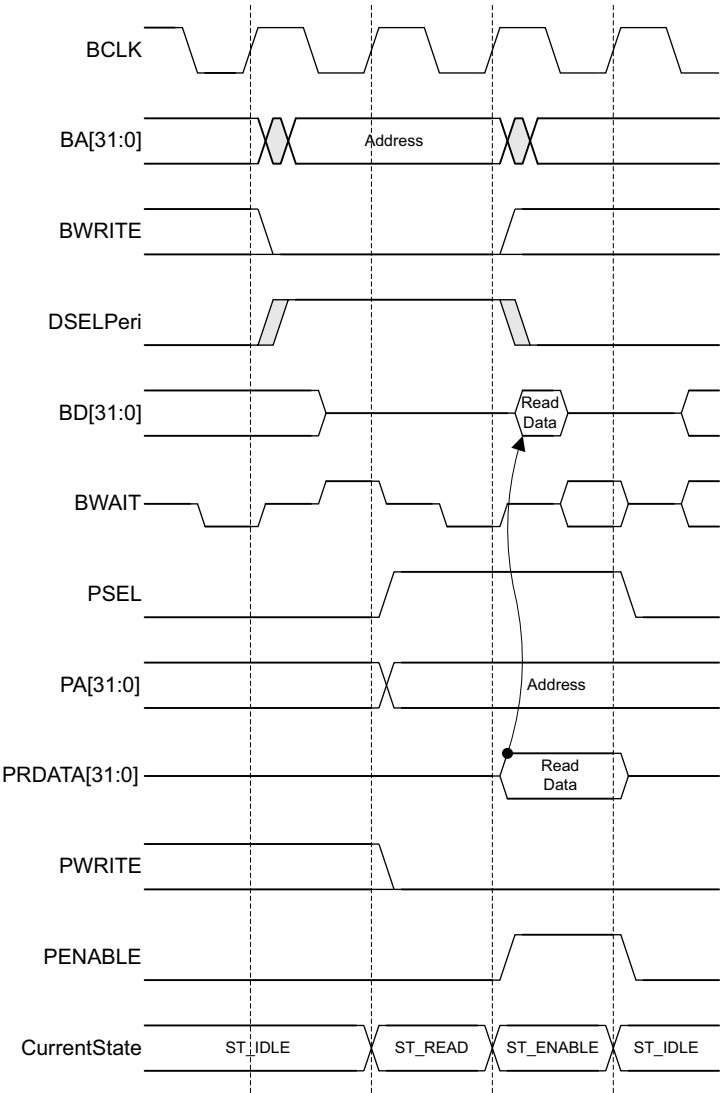 BCLK
BA[31:0]
Address
BWRITE
DSELPeri
BD[31:0]
Read
Data
BWAIT
PSEL
PA[31:0]
Address
PRDATA[31:0]
Read
Data
PWRITE
PENABLE
CurrentState
ST_IDLE
ST_READ
ST_ENABLE
ST_IDLE